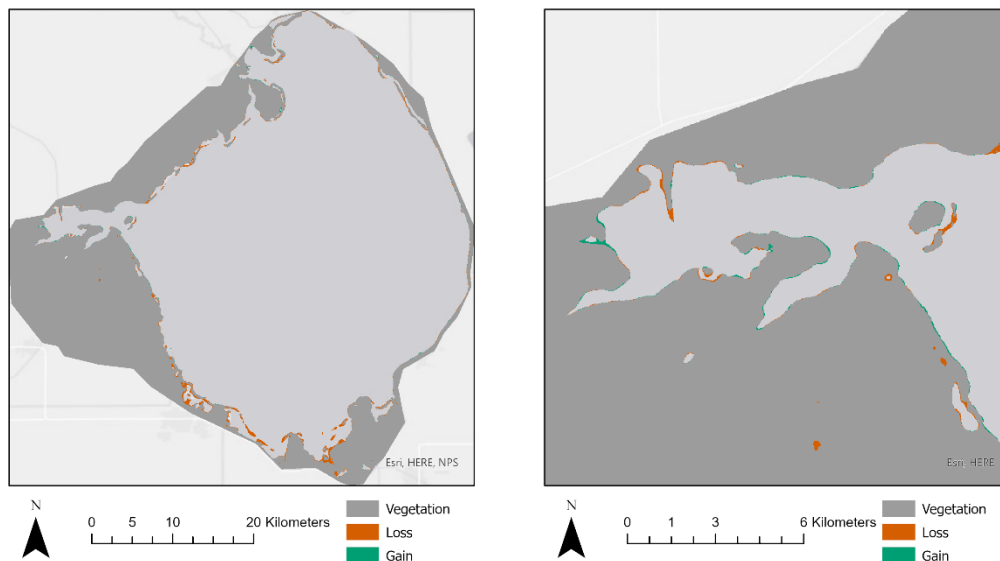 Esri, HERE, NPS
N
0 5 10 20 Kilometers
Vegetation
Loss
Gain
Esri, HERE
N
0 1 3 6 Kilometers
Vegetation
Loss
Gain